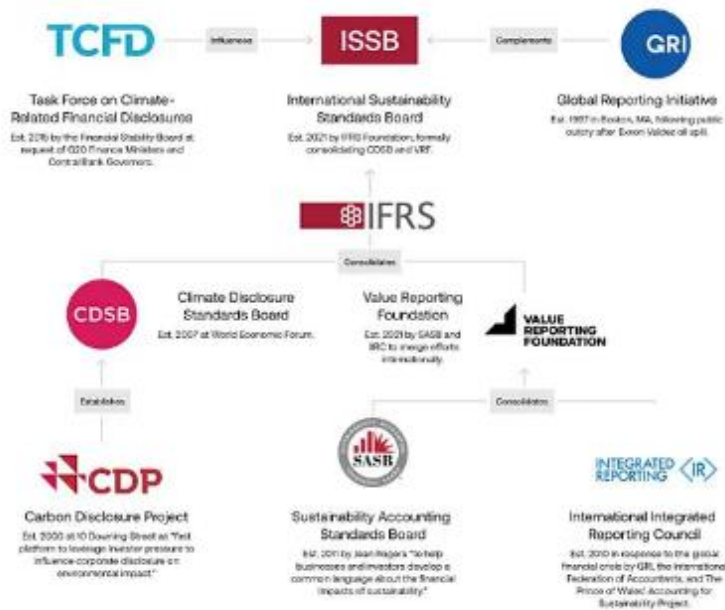 TCFD
Influences
ISSB
Complements
GRI
Task Force on Climate-
Related Financial Disclosures
Est. 2015 by the Financial Stability Board at
request of G20 Finance Ministers and
Central Bank Governors.
International Sustainability
Standards Board
Est. 2021 by IFRS Foundation, formally
consolidating CDSB and VRF.
Global Reporting Initiative
Est. 1997 in Boston, MA, following public
outcry after Exxon Valdez oil spill.
IFRS
Consolidates
CDSB
Climate Disclosure
Standards Board
Est. 2007 at World Economic Forum.
Value Reporting
Foundation
Est. 2021 by SASB and
IIRC to merge efforts
internationally.
VALUE
REPORTING
FOUNDATION
Establishes
Consolidates
CDP
Carbon Disclosure Project
Est. 2000 at 10 Downing Street as "first
platform to leverage investor pressure to
influence corporate disclosure on
environmental impact."
SASB
Sustainability Accounting
Standards Board
Est. 2011 by Jean Rogers "to help
businesses and investors develop a
common language about the financial
impacts of sustainability."
INTEGRATED
REPORTING <IR>
International Integrated
Reporting Council
Est. 2010 in response to the global
financial crisis by GRI, the International
Federation of Accountants, and The
Prince of Wales' Accounting for
Sustainability Project.